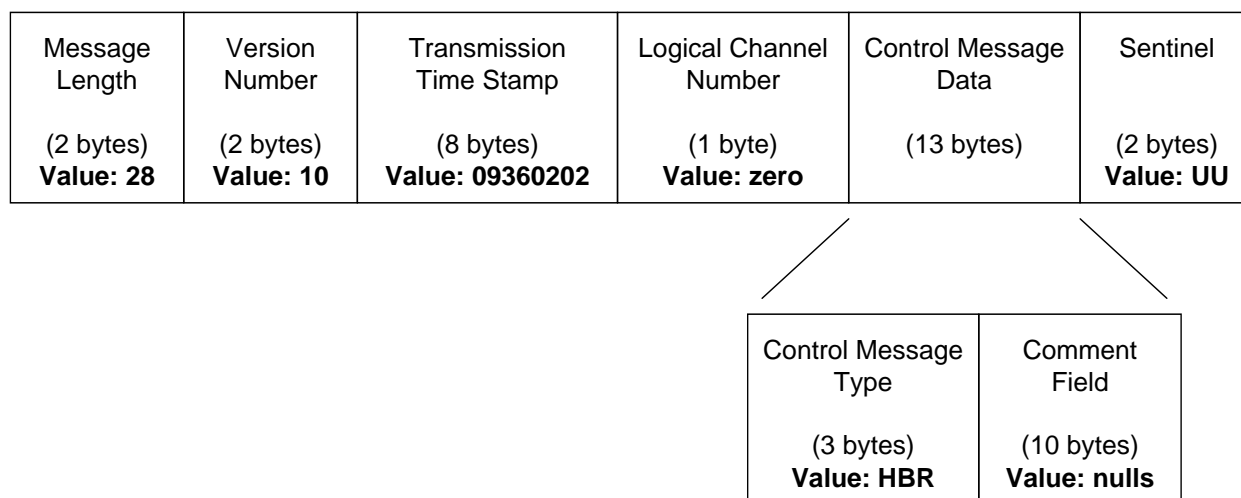 Message Length
(2 bytes)
Value: 28
Version Number
(2 bytes)
Value: 10
Transmission Time Stamp
(8 bytes)
Value: 09360202
Logical Channel Number
(1 byte)
Value: zero
Control Message Data
(13 bytes)
Sentinel
(2 bytes)
Value: UU
Control Message Type
(3 bytes)
Value: HBR
Comment Field
(10 bytes)
Value: nulls